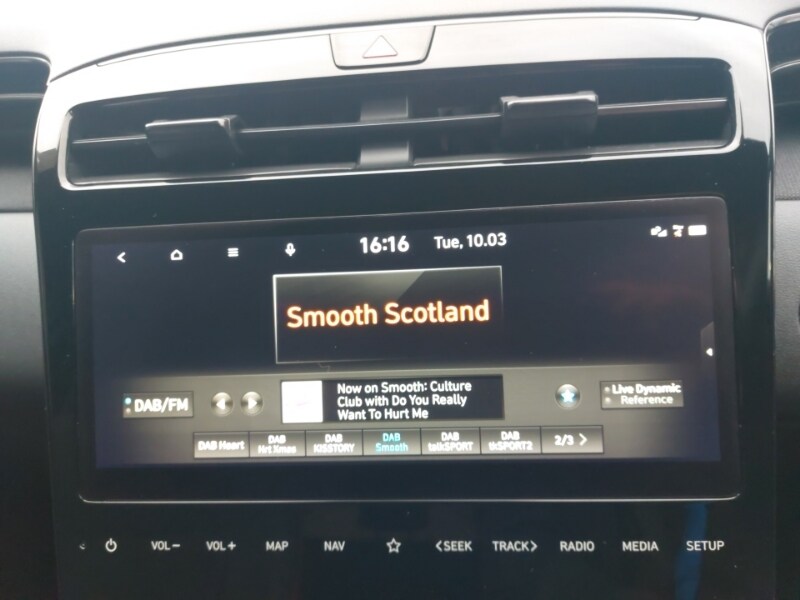 16:16 Tue, 10.03
Smooth Scotland
DAB/FM
Now on Smooth: Culture
Club with Do You Really
Want To Hurt Me
Live Dynamic
Reference
DAB Heart
DAB
Hrt Xmas
DAB
KISSTORY
DAB
Smooth
DAB
talkSPORT
DAB
tkSPORT2
2/3 >
VOL- VOL+ MAP NAV <SEEK TRACK> RADIO MEDIA SETUP